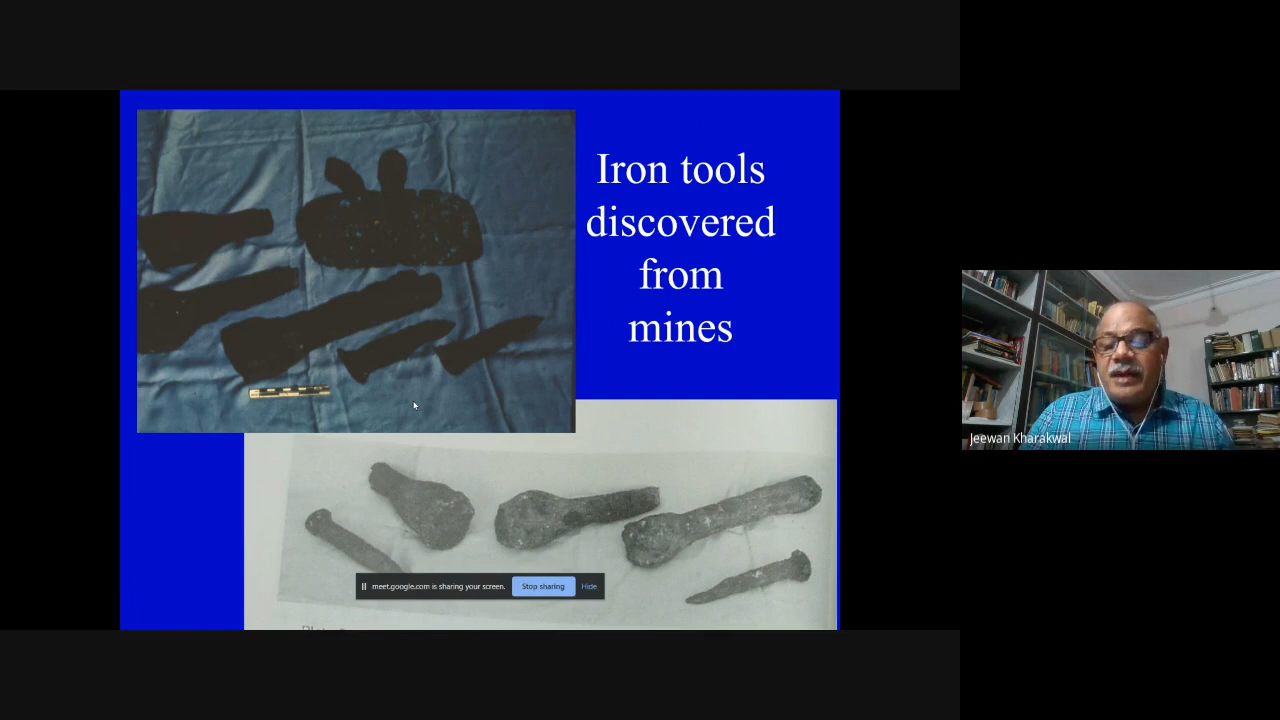 Iron tools
discovered
from
mines
meet.google.com is sharing your screen. Stop sharing Hide
Jeewan Kharakwal